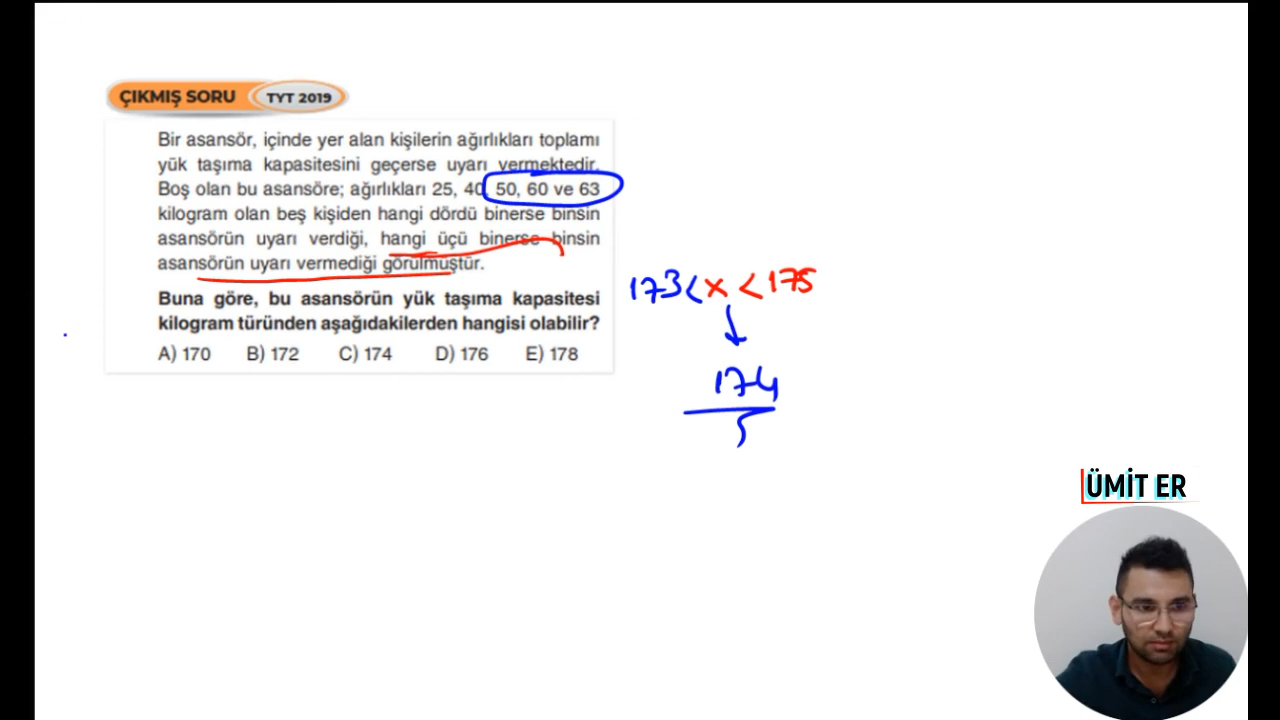 ÇIKMIŞ SORU TYT 2019
Bir asansör, içinde yer alan kişilerin ağırlıkları toplamı
yük taşıma kapasitesini geçerse uyarı vermektedir.
Boş olan bu asansöre; ağırlıkları 25, 40, 50, 60 ve 63
kilogram olan beş kişiden hangi dördü binerse binsin
asansörün uyarı verdiği, hangi üçü binerse binsin
asansörün uyarı vermediği görülmüştür.
Buna göre, bu asansörün yük taşıma kapasitesi
kilogram türünden aşağıdakilerden hangisi olabilir?
A) 170 B) 172 C) 174 D) 176 E) 178
173 < x < 175
174
ÜMİT ER